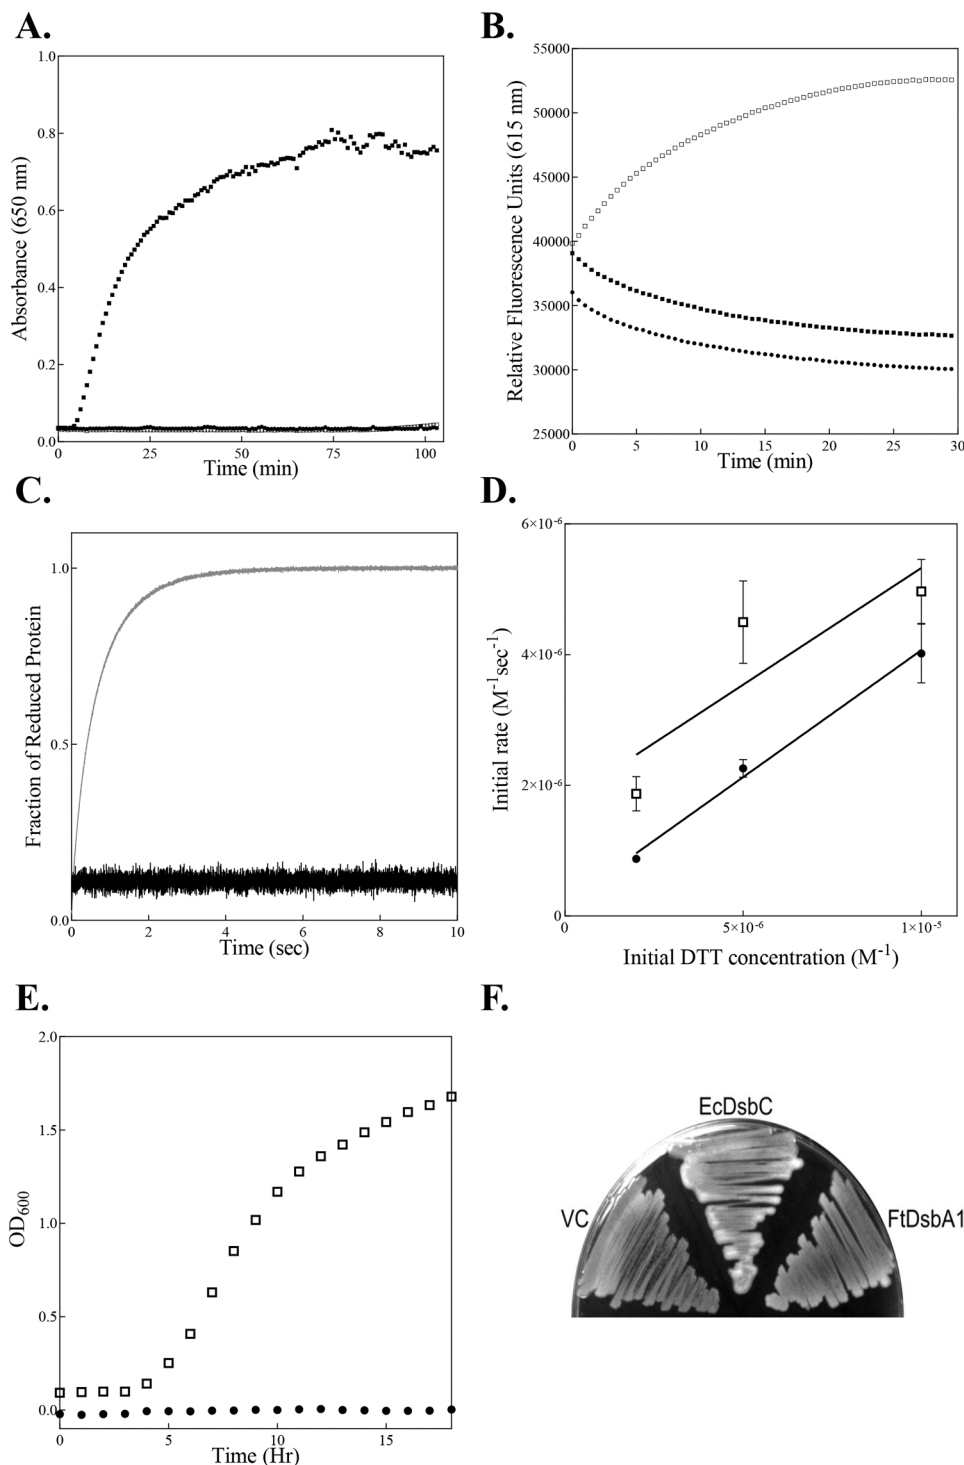 A.
1.0
0.8
0.6
0.4
0.2
0.0
0 25 50 75 100
Time (min)
Absorbance (650 nm)
B.
55000
50000
45000
40000
35000
30000
25000
0 5 10 15 20 25 30
Time (min)
Relative Fluorescence Units (615 nm)
C.
1.0
0.5
0.0
0 2 4 6 8 10
Time (sec)
Fraction of Reduced Protein
D.
6×10⁻⁶
4×10⁻⁶
2×10⁻⁶
0
0 5×10⁻⁶ 1×10⁻⁵
Initial DTT concentration (M⁻¹)
Initial rate (M⁻¹sec⁻¹)
E.
2.0
1.5
1.0
0.5
0.0
0 5 10 15
Time (Hr)
OD₆₀₀
F.
EcDsbC
VC
FtDsbA1